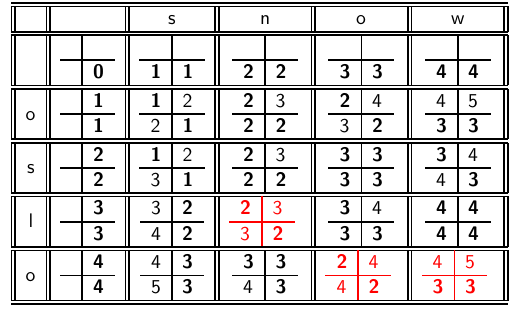 s n o w
0 1 1 2 2 3 3 4 4
1 1 2 2 3 2 4 4 5
o
1 2 1 2 2 3 2 3 3
2 1 2 2 3 3 3 3 4
s
2 3 1 2 2 3 3 4 3
3 3 2 2 3 3 4 4 4
l
3 4 2 3 2 3 3 4 4
4 4 3 3 3 2 4 4 5
o
4 5 3 4 3 4 2 3 3